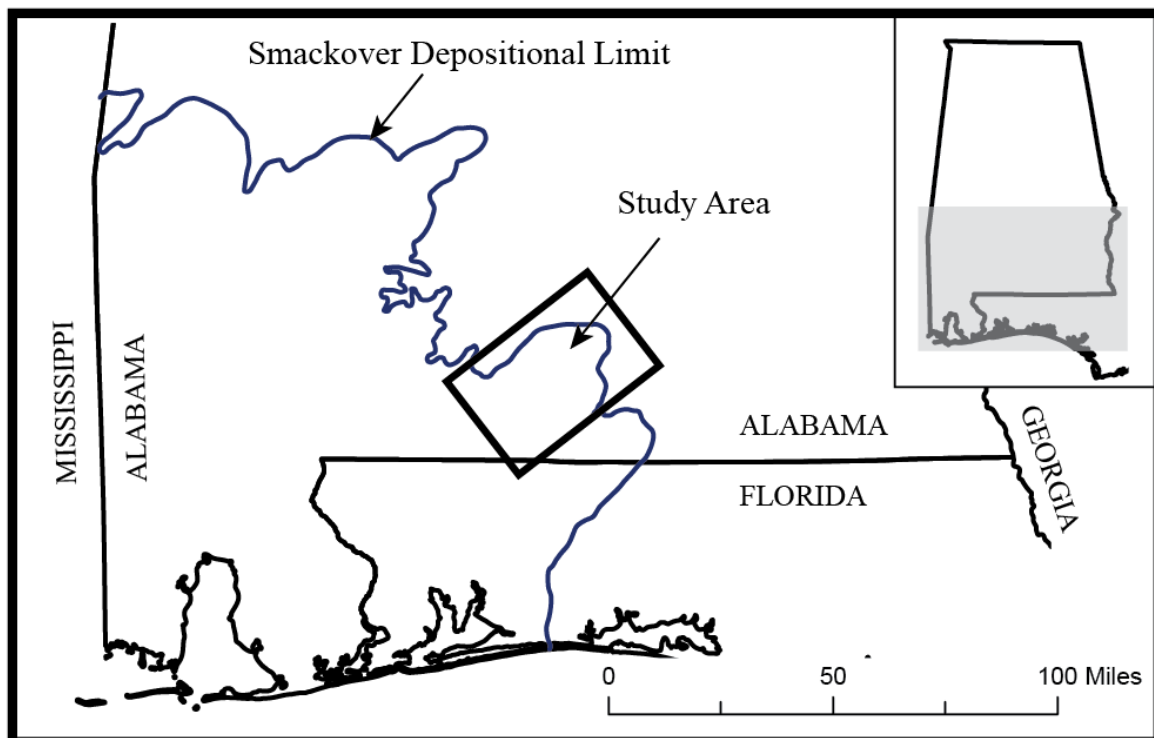 Smackover Depositional Limit
Study Area
MISSISSIPPI
ALABAMA
ALABAMA
FLORIDA
GEORGIA
0 50 100 Miles